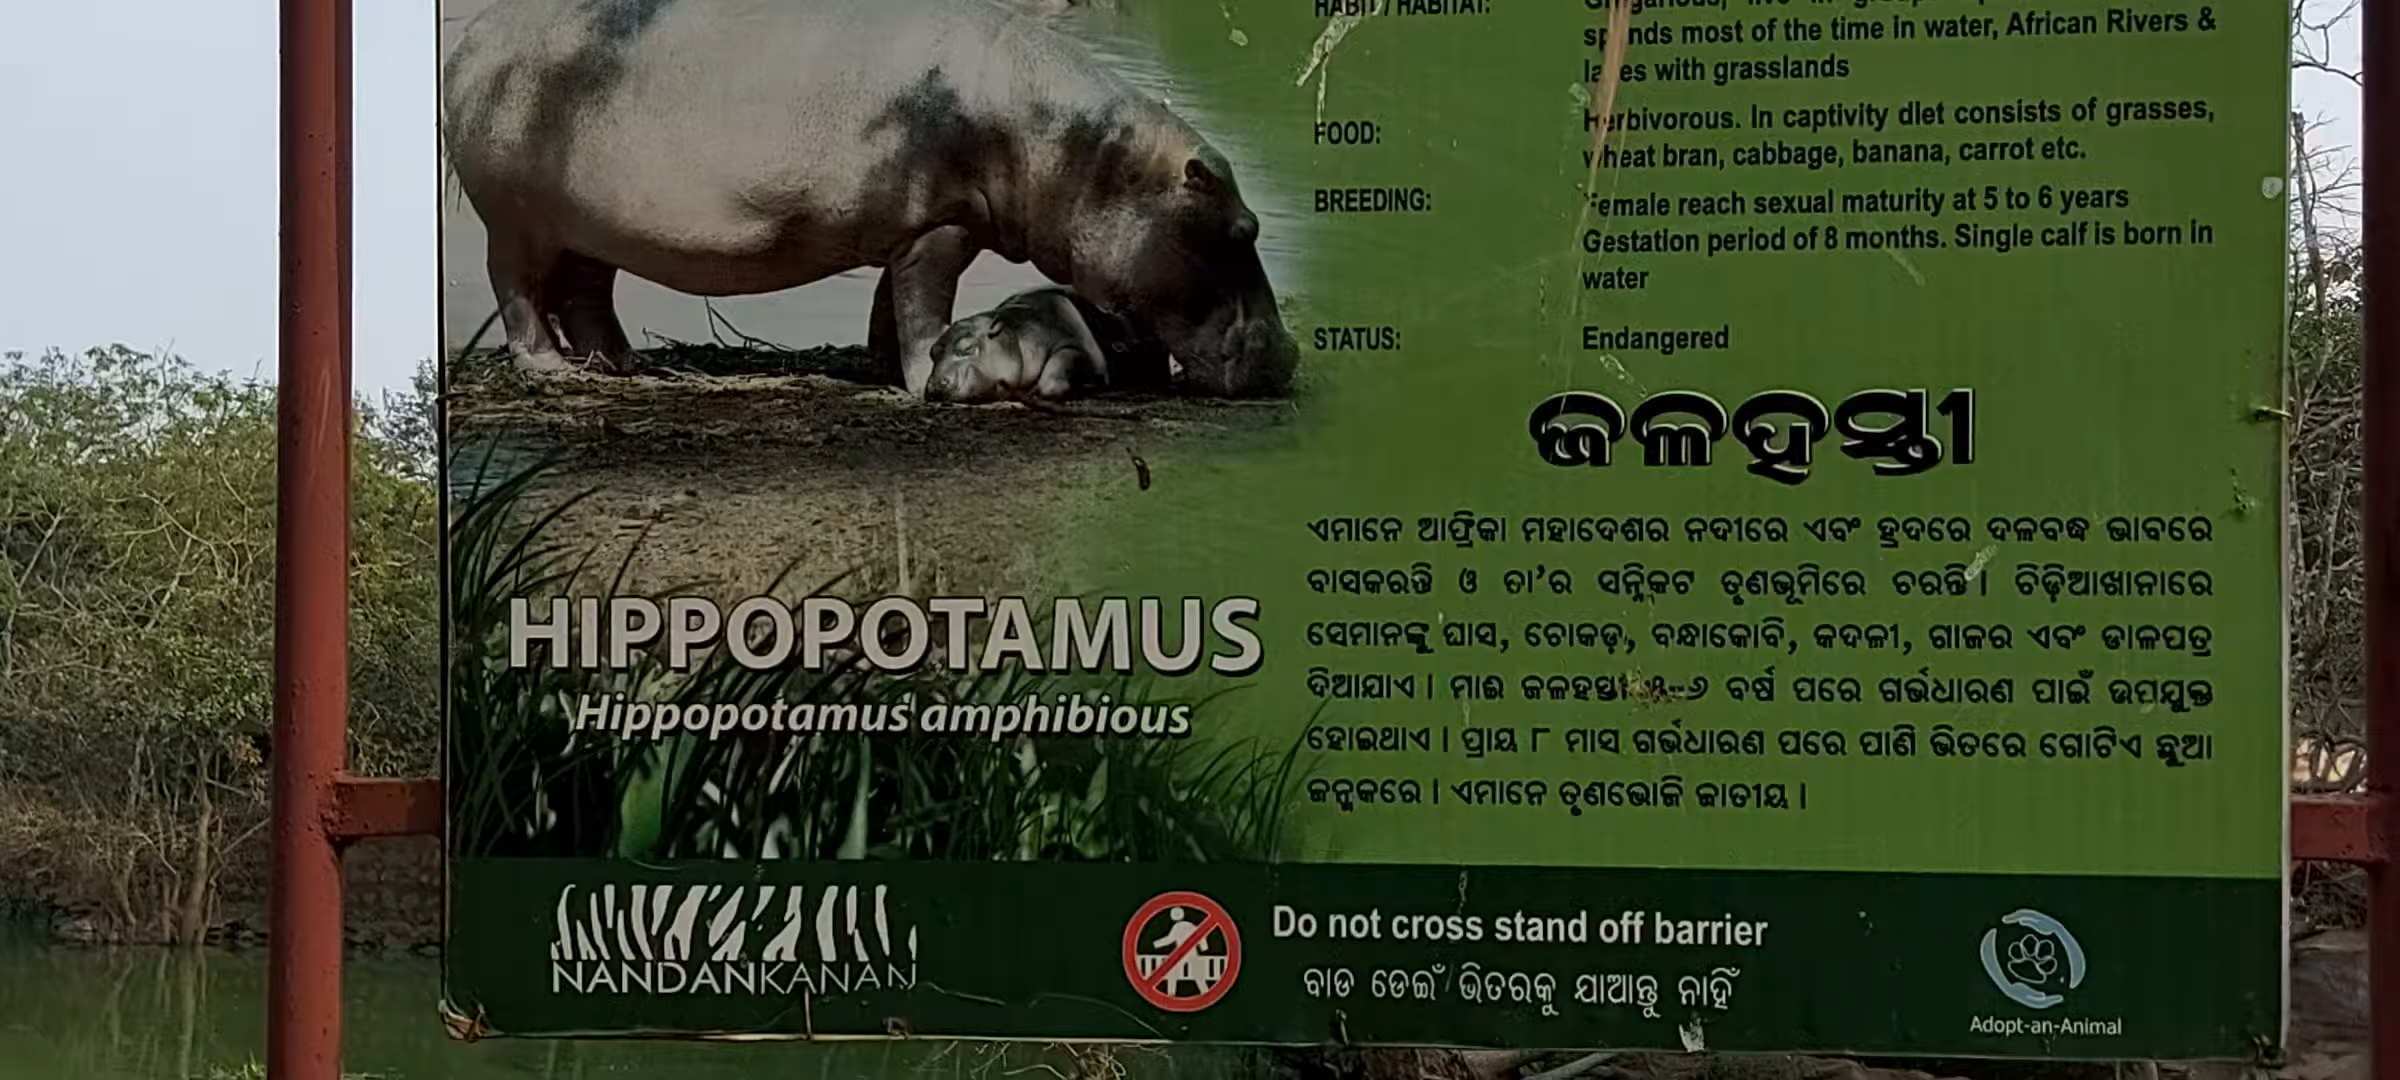 HABIT / HABITAT:
spends most of the time in water, African Rivers &
lakes with grasslands
FOOD: Herbivorous. In captivity diet consists of grasses,
wheat bran, cabbage, banana, carrot etc.
BREEDING: Female reach sexual maturity at 5 to 6 years
Gestation period of 8 months. Single calf is born in
water
STATUS: Endangered
ଜଳହସ୍ତୀ
ଏମାନେ ଆଫ୍ରିକା ମହାଦେଶର ନଦୀରେ ଏବଂ ହ୍ରଦରେ ଦଳବଦ୍ଧ ଭାବରେ
ବାସକରନ୍ତି ଓ ତା'ର ସନ୍ନିକଟ ତୃଣଭୂମିରେ ଚରନ୍ତି। ଚିଢ଼ିଆଖାନାରେ
ସେମାନଙ୍କୁ ଘାସ, ଚୋକଡ଼, ବନ୍ଧାକୋବି, କଦଳୀ, ଗାଜର ଏବଂ ଡାଳପତ୍ର
ଦିଆଯାଏ। ମାଈ ଜଳହସ୍ତୀ ୫-୬ ବର୍ଷ ପରେ ଗର୍ଭଧାରଣ ପାଇଁ ଉପଯୁକ୍ତ
ହୋଇଥାଏ। ପ୍ରାୟ ୮ ମାସ ଗର୍ଭଧାରଣ ପରେ ପାଣି ଭିତରେ ଗୋଟିଏ ଛୁଆ
ଜନ୍ମକରେ। ଏମାନେ ତୃଣଭୋଜି ଜାତୀୟ।
HIPPOPOTAMUS
Hippopotamus amphibious
NANDANKANAN
Do not cross stand off barrier
ବାଡ ଡେଇଁ ଭିତରକୁ ଯାଆନ୍ତୁ ନାହିଁ
Adopt-an-Animal